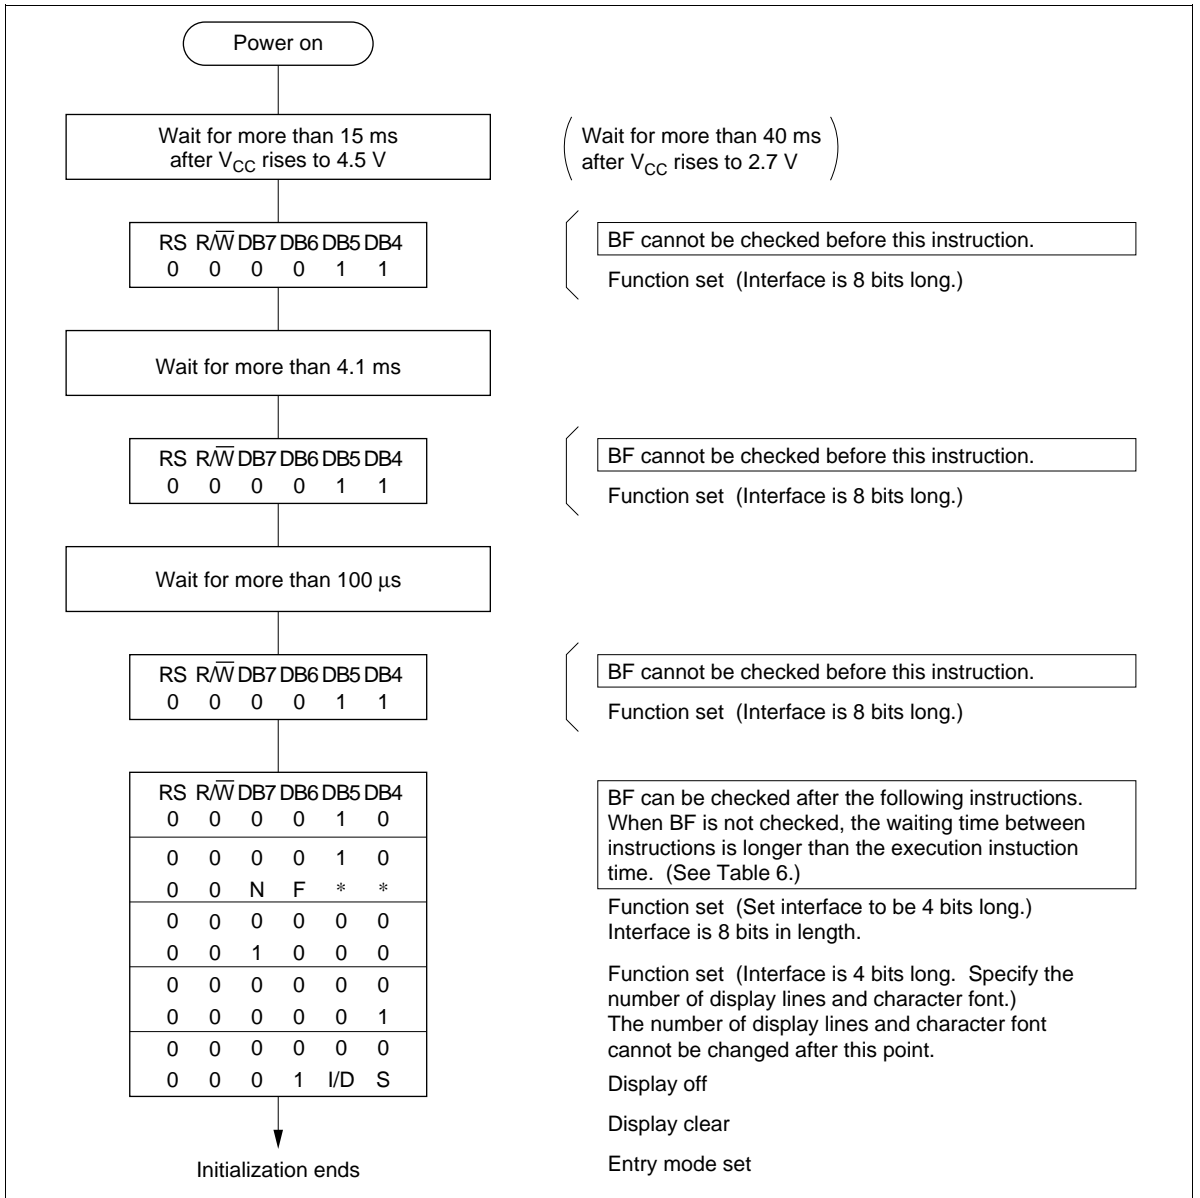 Power on
Wait for more than 15 ms
after VCC rises to 4.5 V
Wait for more than 40 ms
after VCC rises to 2.7 V
RS R/W̅ DB7 DB6 DB5 DB4
0 0 0 0 1 1
BF cannot be checked before this instruction.
Function set (Interface is 8 bits long.)
Wait for more than 4.1 ms
RS R/W̅ DB7 DB6 DB5 DB4
0 0 0 0 1 1
BF cannot be checked before this instruction.
Function set (Interface is 8 bits long.)
Wait for more than 100 µs
RS R/W̅ DB7 DB6 DB5 DB4
0 0 0 0 1 1
BF cannot be checked before this instruction.
Function set (Interface is 8 bits long.)
RS R/W̅ DB7 DB6 DB5 DB4
0 0 0 0 1 0
0 0 0 0 1 0
0 0 N F * *
0 0 0 0 0 0
0 0 1 0 0 0
0 0 0 0 0 0
0 0 0 0 0 1
0 0 0 0 0 0
0 0 0 1 I/D S
Initialization ends
BF can be checked after the following instructions.
When BF is not checked, the waiting time between
instructions is longer than the execution instuction
time. (See Table 6.)
Function set (Set interface to be 4 bits long.)
Interface is 8 bits in length.
Function set (Interface is 4 bits long. Specify the
number of display lines and character font.)
The number of display lines and character font
cannot be changed after this point.
Display off
Display clear
Entry mode set